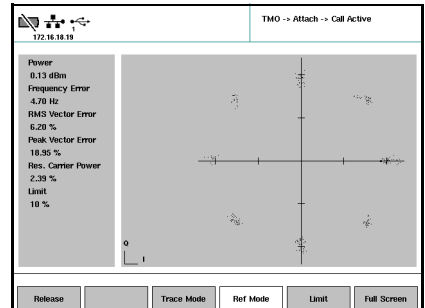 1
172.16.18.19
TMO -> Attach -> Call Active
Power
0.13 dBm
Frequency Error
4.70 Hz
RMS Vector Error
6.20 %
Peak Vector Error
18.95 %
Res. Carrier Power
2.39 %
Limit
10 %
Q
I
Release
Trace Mode
Ref Mode
Limit
Full Screen